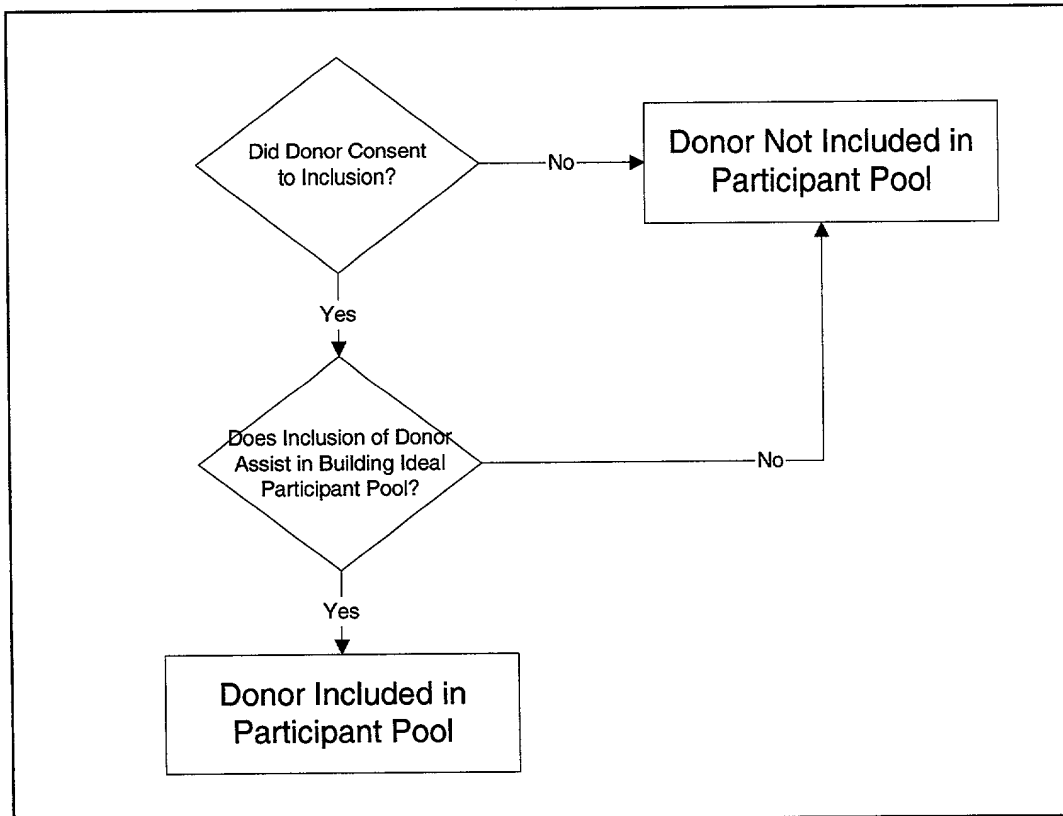 Did Donor Consent
to Inclusion?
No
Donor Not Included in
Participant Pool
Yes
Does Inclusion of Donor
Assist in Building Ideal
Participant Pool?
No
Yes
Donor Included in
Participant Pool